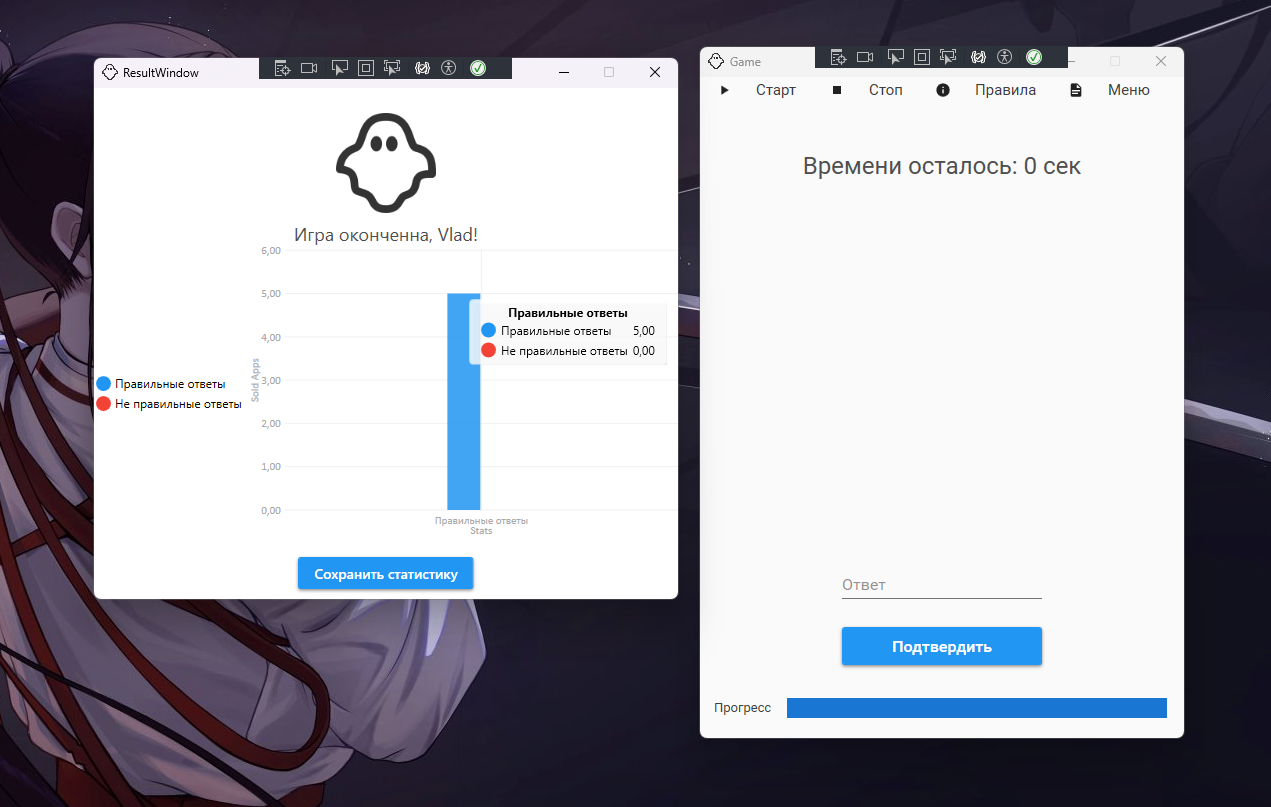 ResultWindow
Игра оконченна, Vlad!
6,00
5,00
4,00
3,00
2,00
1,00
0,00
Sold Apps
Правильные ответы
Не правильные ответы
Правильные ответы
Правильные ответы 5,00
Не правильные ответы 0,00
Правильные ответы
Stats
Сохранить статистику
Game
Старт Стоп Правила Меню
Времени осталось: 0 сек
Ответ
Подтвердить
Прогресс